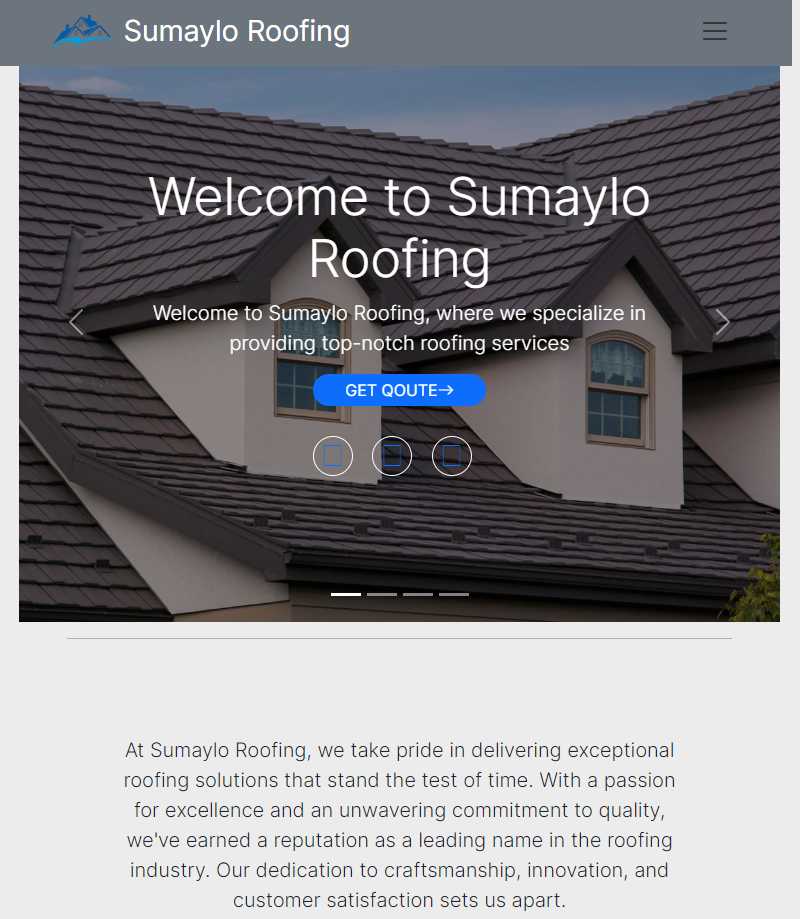 Sumaylo Roofing
Welcome to Sumaylo
Roofing
Welcome to Sumaylo Roofing, where we specialize in
providing top-notch roofing services
GET QOUTE→
At Sumaylo Roofing, we take pride in delivering exceptional
roofing solutions that stand the test of time. With a passion
for excellence and an unwavering commitment to quality,
we've earned a reputation as a leading name in the roofing
industry. Our dedication to craftsmanship, innovation, and
customer satisfaction sets us apart.